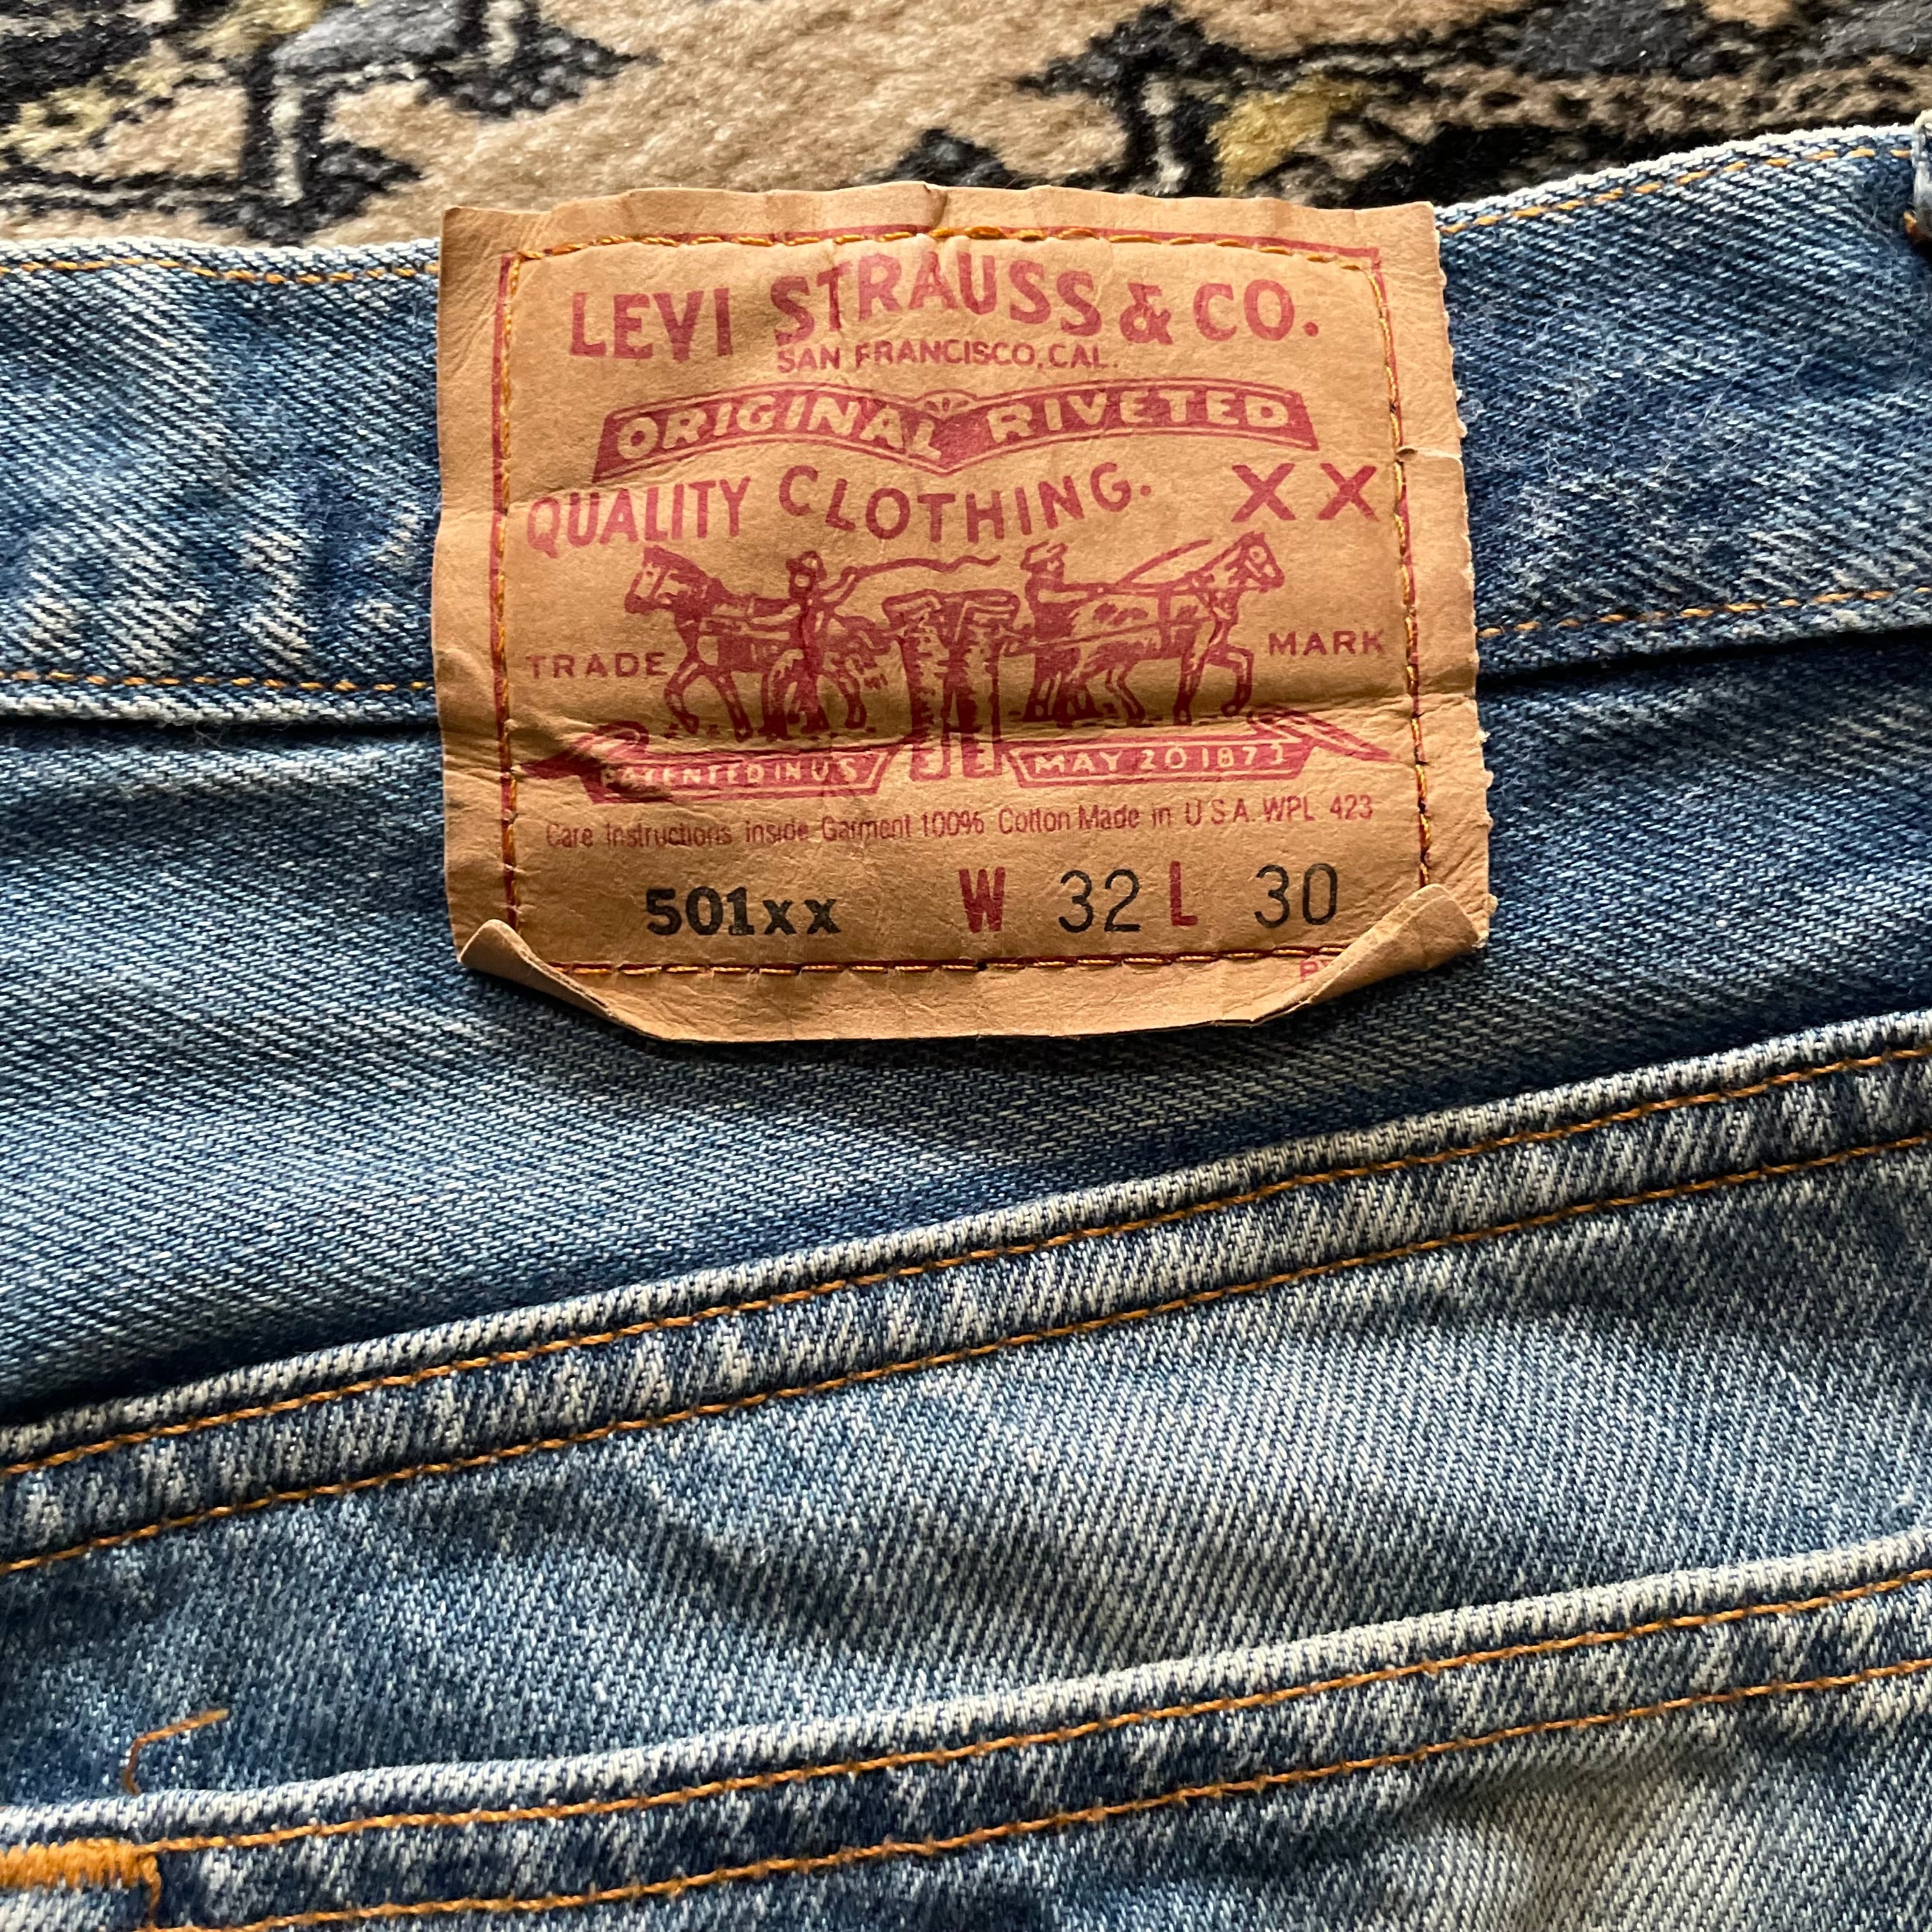 LEVI STRAUSS & CO.
SAN FRANCISCO, CAL.
ORIGINAL RIVETED
QUALITY CLOTHING. XX
TRADE MARK
PATENTED IN U S MAY 20 1873
Care Instructions inside Garment 100% Cotton Made in U S A. WPL 423
501xx W 32 L 30